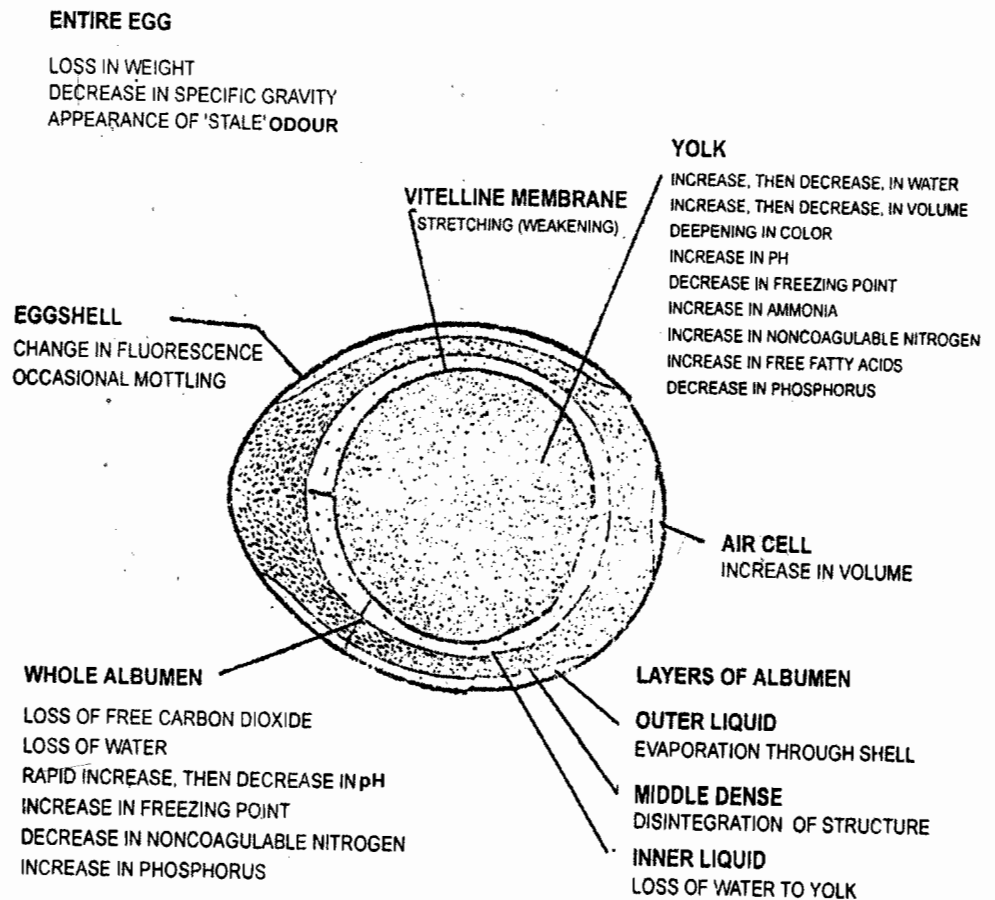 ENTIRE EGG
LOSS IN WEIGHT
DECREASE IN SPECIFIC GRAVITY
APPEARANCE OF 'STALE' ODOUR
YOLK
INCREASE, THEN DECREASE, IN WATER
INCREASE, THEN DECREASE, IN VOLUME
DEEPENING IN COLOR
INCREASE IN PH
DECREASE IN FREEZING POINT
INCREASE IN AMMONIA
INCREASE IN NONCOAGULABLE NITROGEN
INCREASE IN FREE FATTY ACIDS
DECREASE IN PHOSPHORUS
VITELLINE MEMBRANE
STRETCHING (WEAKENING)
EGGSHELL
CHANGE IN FLUORESCENCE
OCCASIONAL MOTTLING
AIR CELL
INCREASE IN VOLUME
WHOLE ALBUMEN
LOSS OF FREE CARBON DIOXIDE
LOSS OF WATER
RAPID INCREASE, THEN DECREASE IN pH
INCREASE IN FREEZING POINT
DECREASE IN NONCOAGULABLE NITROGEN
INCREASE IN PHOSPHORUS
LAYERS OF ALBUMEN
OUTER LIQUID
EVAPORATION THROUGH SHELL
MIDDLE DENSE
DISINTEGRATION OF STRUCTURE
INNER LIQUID
LOSS OF WATER TO YOLK